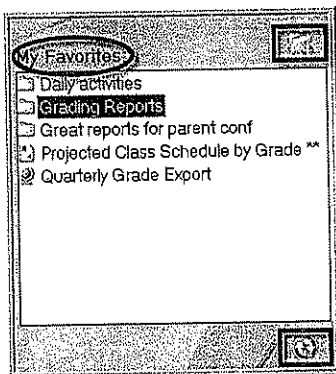 My Favorites
Daily activities
Grading Reports
Great reports for parent conf
Projected Class Schedule by Grade **
Quarterly Grade Export